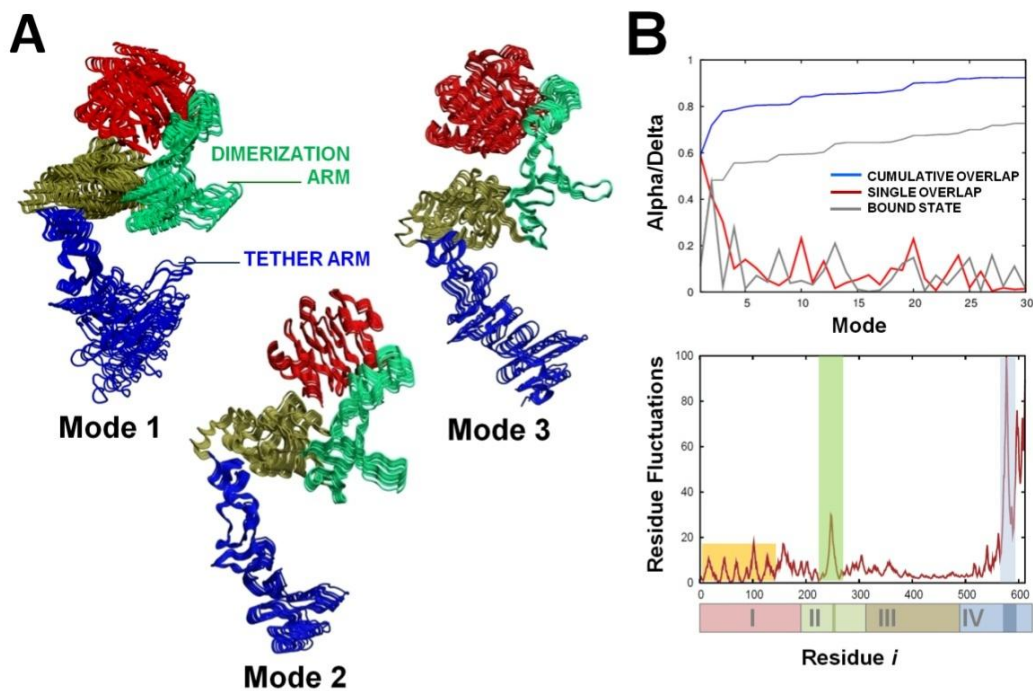 A
DIMERIZATION
ARM
TETHER ARM
Mode 1
Mode 2
Mode 3
B
Alpha/Delta
1
0.8
0.6
0.4
0.2
0
CUMULATIVE OVERLAP
SINGLE OVERLAP
BOUND STATE
5 10 15 20 25 30
Mode
Residue Fluctuations
100
80
60
40
20
0
0 100 200 300 400 500 600
I II III IV
Residue i